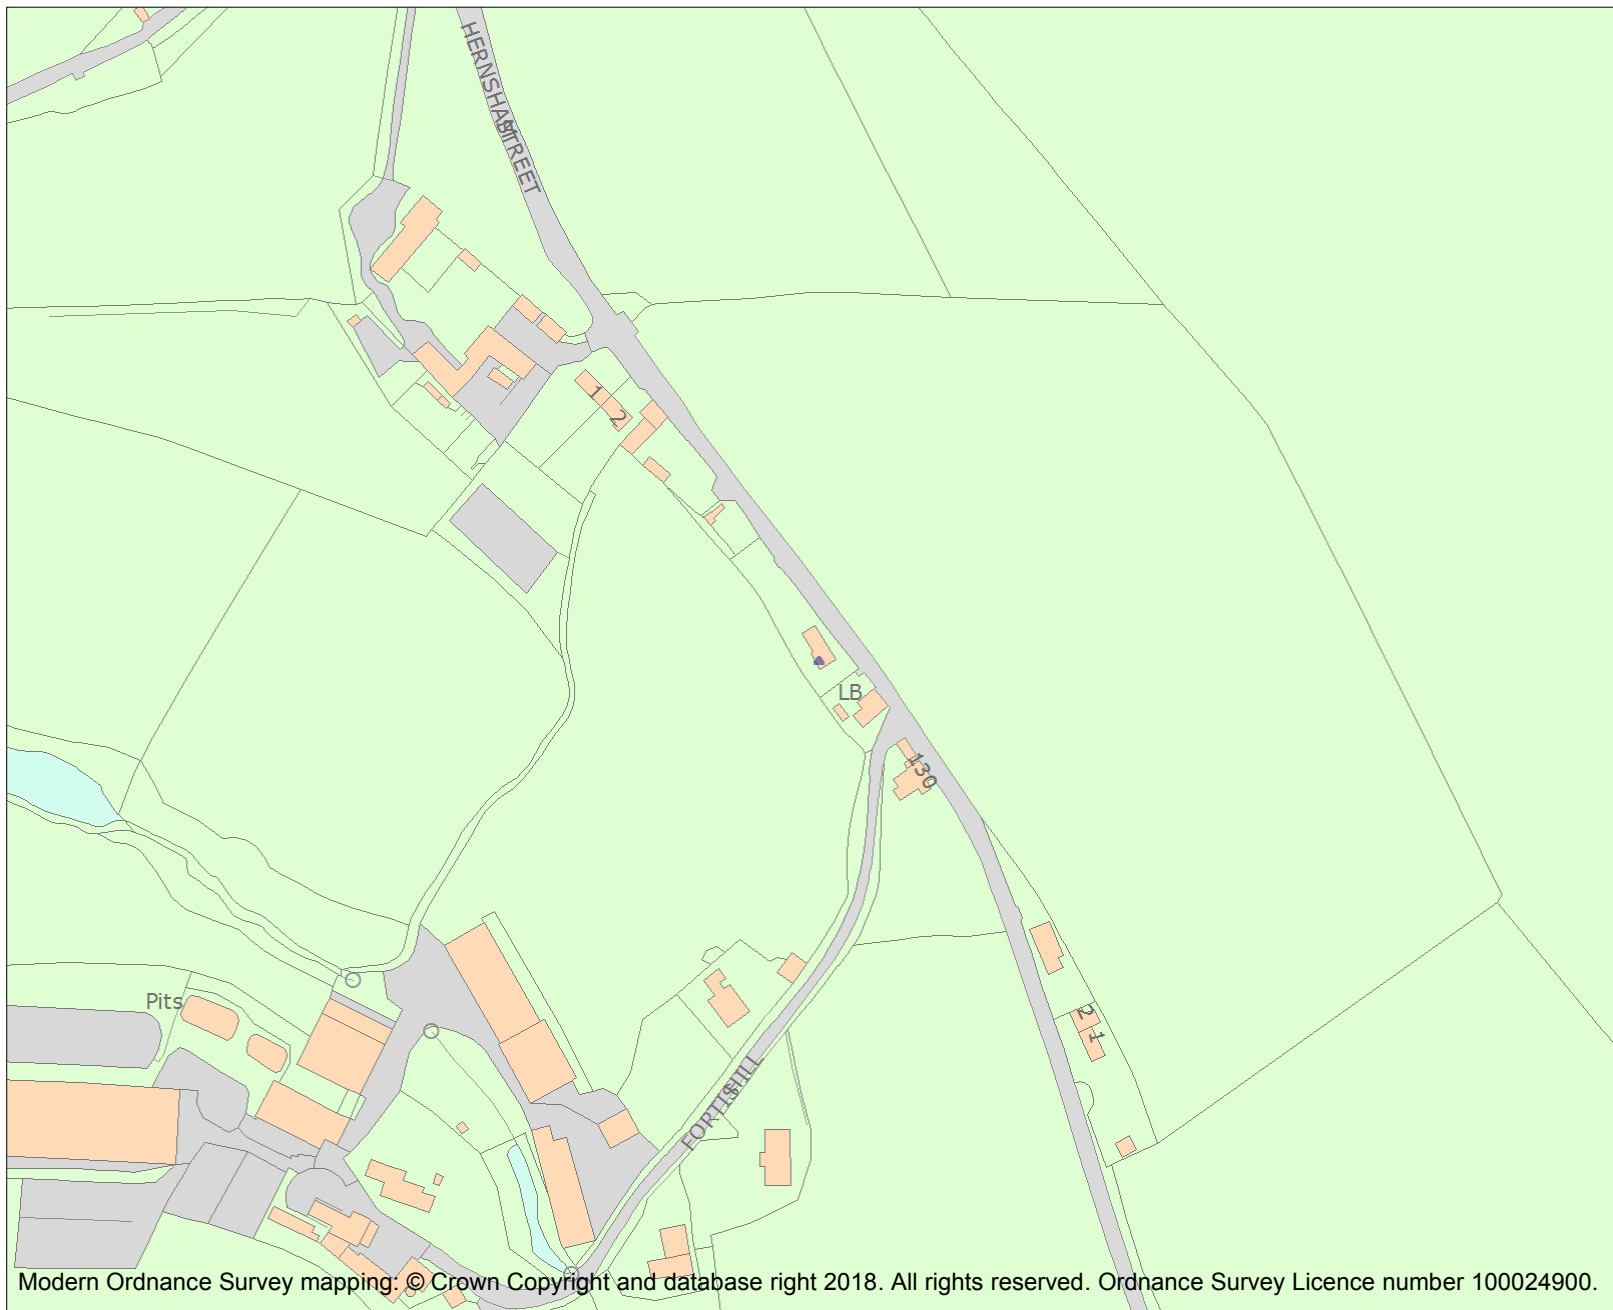 HERNSHAM
STREET
1
2
LB
130
Pits
2
1
FORTIS
HILL
Modern Ordnance Survey mapping: © Crown Copyright and database right 2018. All rights reserved. Ordnance Survey Licence number 100024900.